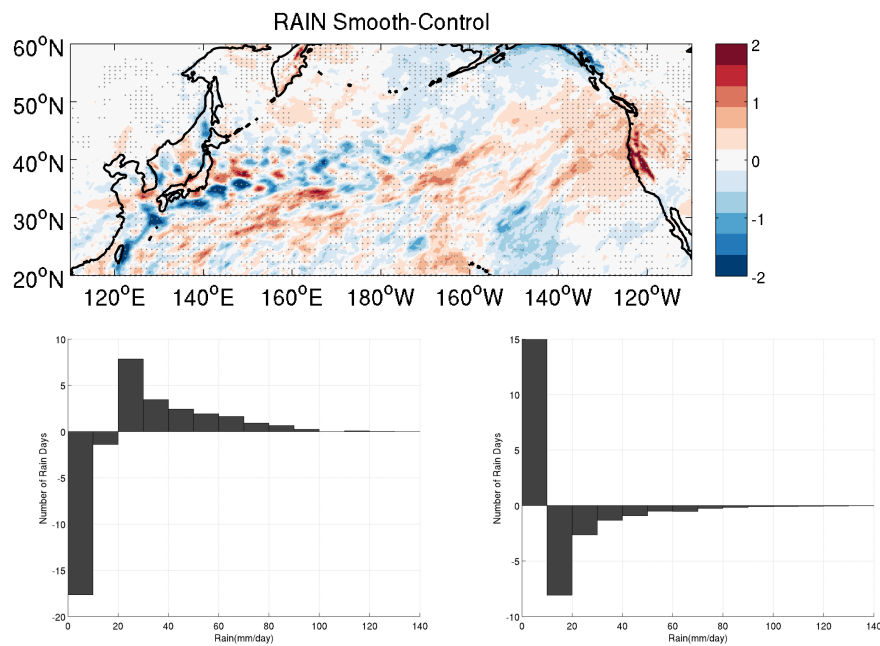 RAIN Smooth-Control
60°N
50°N
40°N
30°N
20°N
120°E 140°E 160°E 180°W 160°W 140°W 120°W
2
1
0
-1
-2
10
5
0
-5
-10
-15
-20
Number of Rain Days
0 20 40 60 80 100 120 140
Rain(mm/day)
15
10
5
0
-5
-10
Number of Rain Days
0 20 40 60 80 100 120 140
Rain(mm/day)